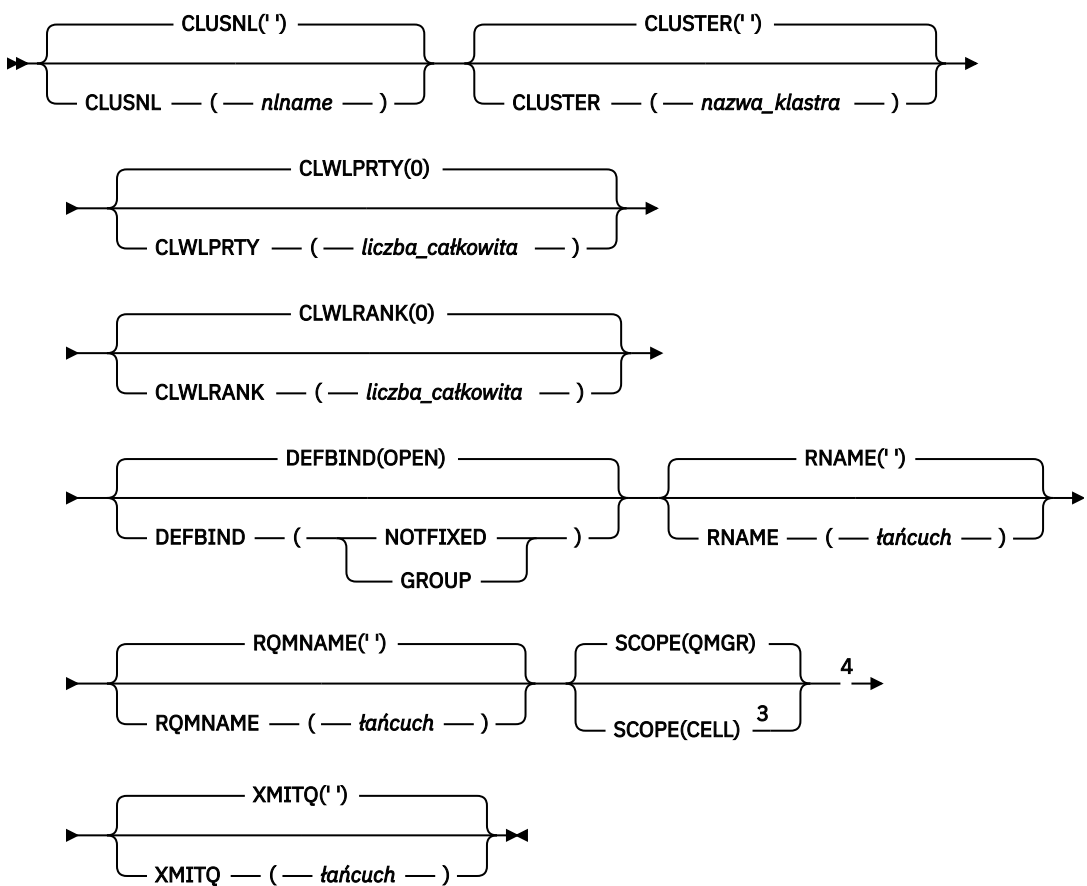 CLUSNL(' ') CLUSTER(' ')
CLUSNL ( nlname ) CLUSTER ( nazwa_klastra )
CLWLPRTY(0)
CLWLPRTY ( liczba_całkowita )
CLWLRANK(0)
CLWLRANK ( liczba_całkowita )
DEFBIND(OPEN) RNAME(' ')
DEFBIND ( NOTFIXED ) RNAME ( łańcuch )
GROUP
RQMNAME(' ') SCOPE(QMGR) 4
RQMNAME ( łańcuch ) SCOPE(CELL) 3
XMITQ(' ')
XMITQ ( łańcuch )